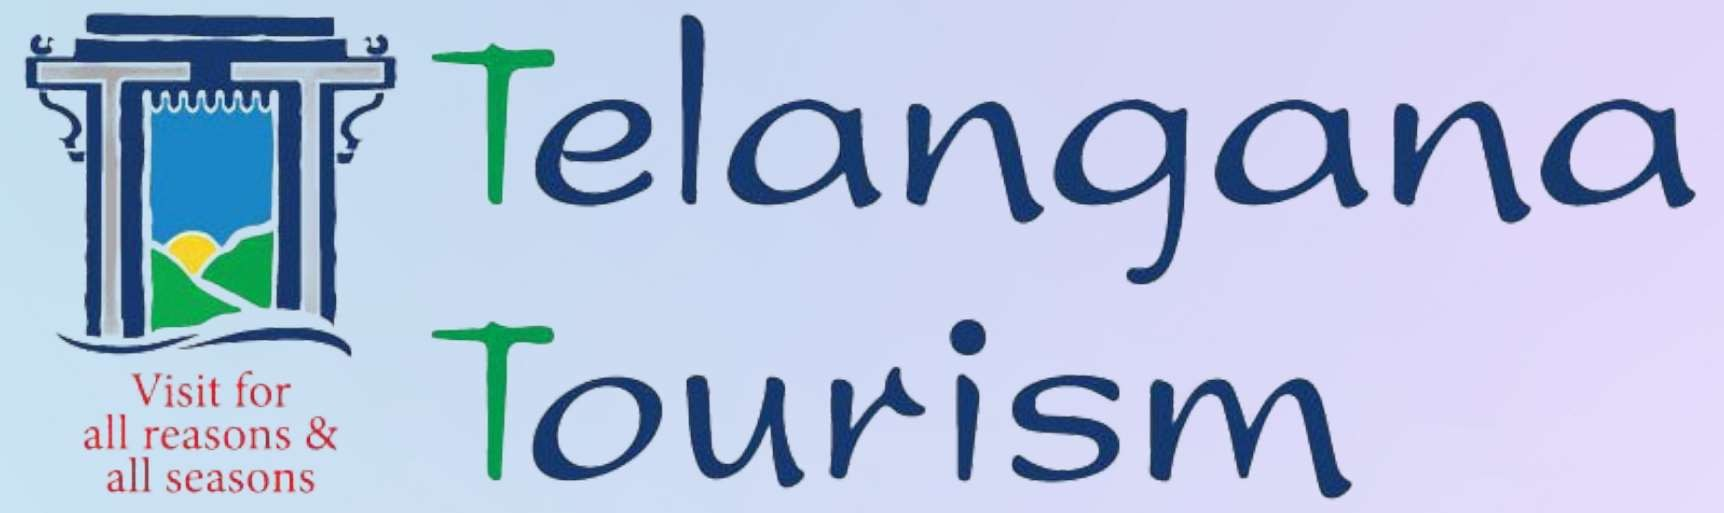 Telangana
Tourism
Visit for
all reasons &
all seasons